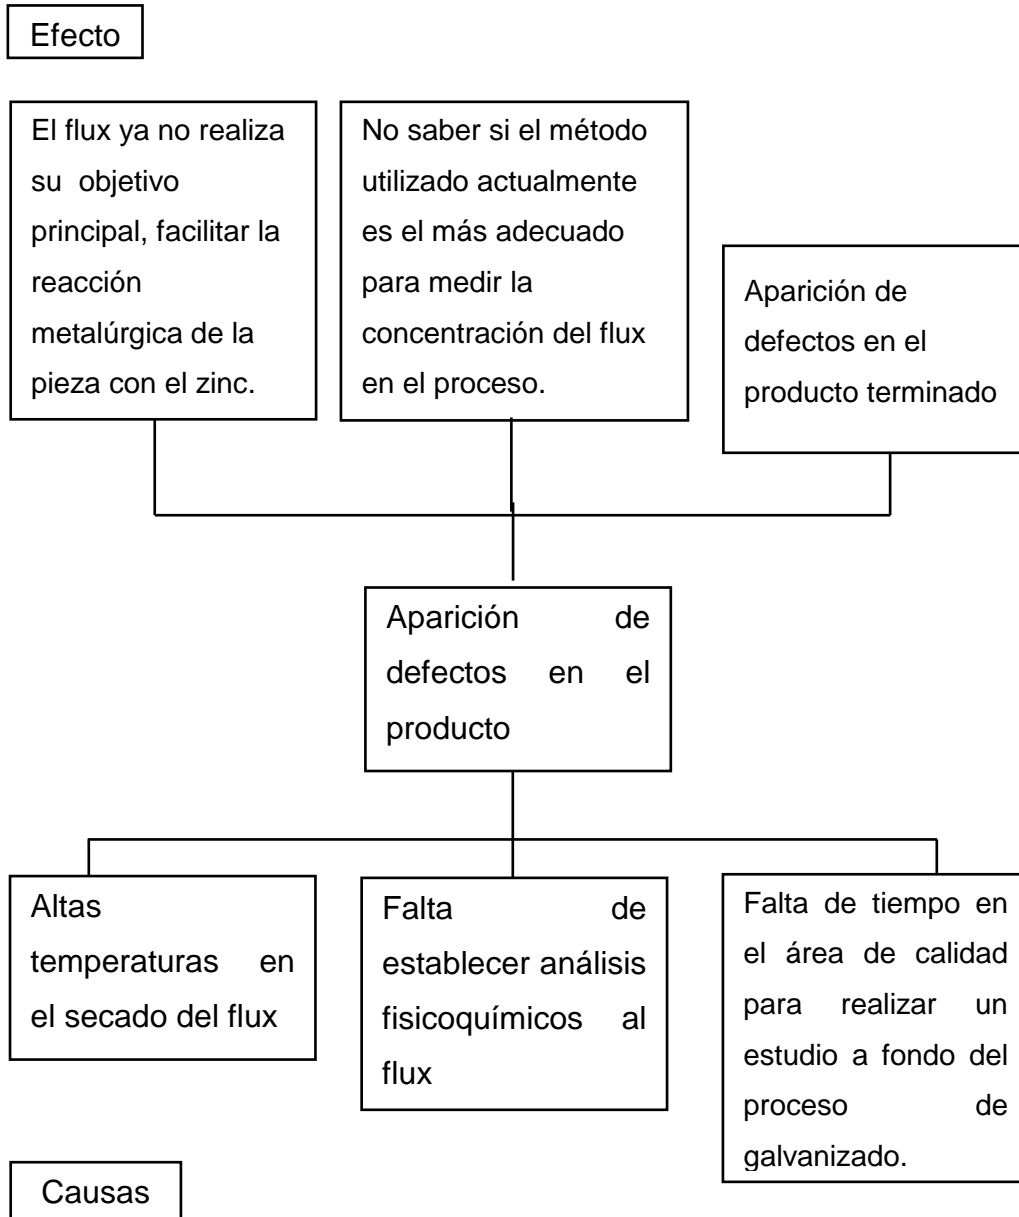 Efecto
El flux ya no realiza
su objetivo
principal, facilitar la
reacción
metalúrgica de la
pieza con el zinc.
No saber si el método
utilizado actualmente
es el más adecuado
para medir la
concentración del flux
en el proceso.
Aparición de
defectos en el
producto terminado
Aparición de
defectos en el
producto
Altas
temperaturas en
el secado del flux
Falta de
establecer análisis
fisicoquímicos al
flux
Falta de tiempo en
el área de calidad
para realizar un
estudio a fondo del
proceso de
galvanizado.
Causas